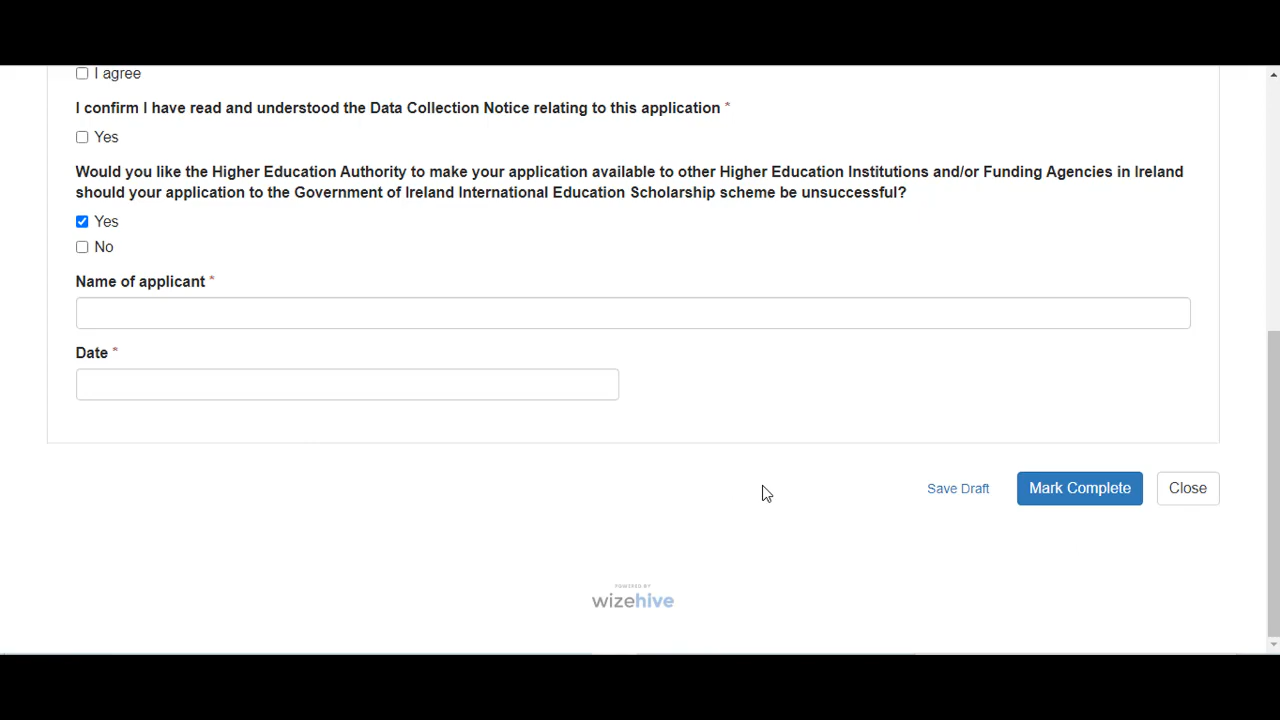 I agree
I confirm I have read and understood the Data Collection Notice relating to this application *
Yes
Would you like the Higher Education Authority to make your application available to other Higher Education Institutions and/or Funding Agencies in Ireland
should your application to the Government of Ireland International Education Scholarship scheme be unsuccessful?
Yes
No
Name of applicant *
Date *
Save Draft
Mark Complete
Close
POWERED BY
wizehive